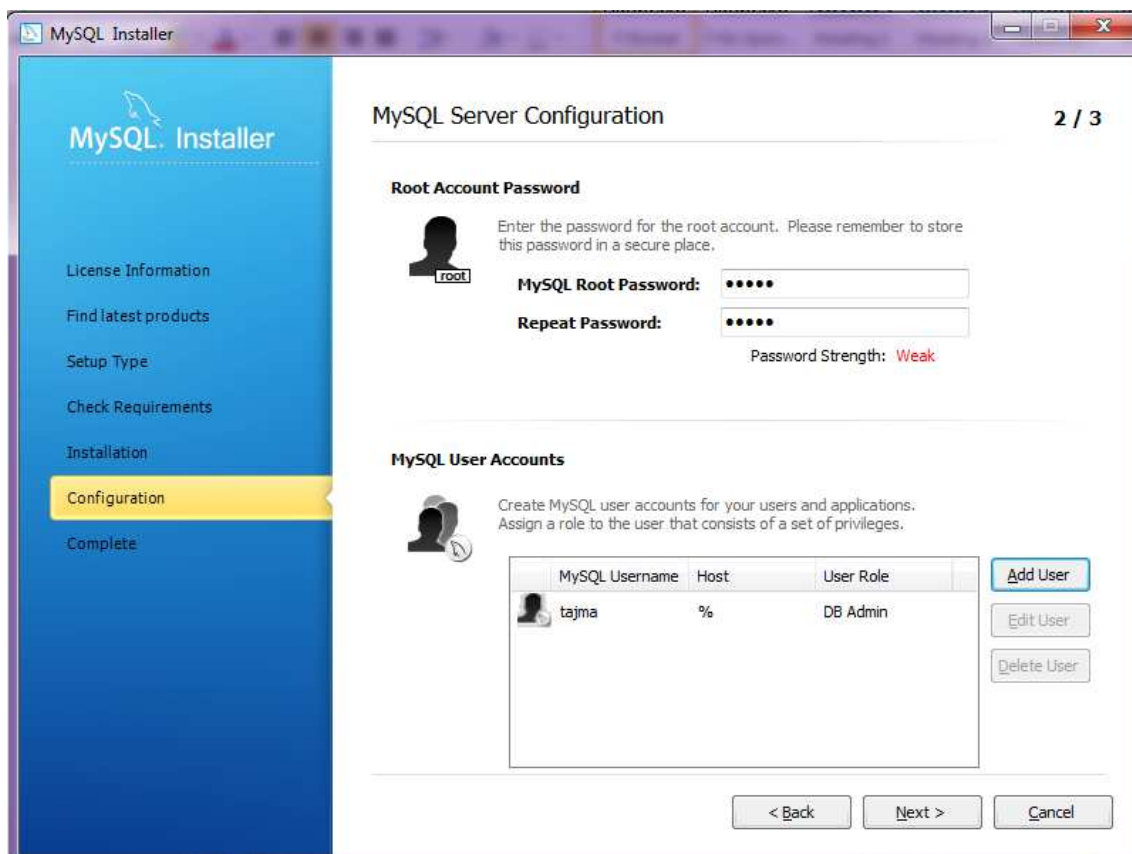 MySQL Installer
MySQL. Installer
License Information
Find latest products
Setup Type
Check Requirements
Installation
Configuration
Complete
MySQL Server Configuration
2 / 3
Root Account Password
root
Enter the password for the root account. Please remember to store
this password in a secure place.
MySQL Root Password: •••••
Repeat Password: •••••
Password Strength: Weak
MySQL User Accounts
Create MySQL user accounts for your users and applications.
Assign a role to the user that consists of a set of privileges.
MySQL Username Host User Role
tajma % DB Admin
Add User
Edit User
Delete User
< Back Next > Cancel